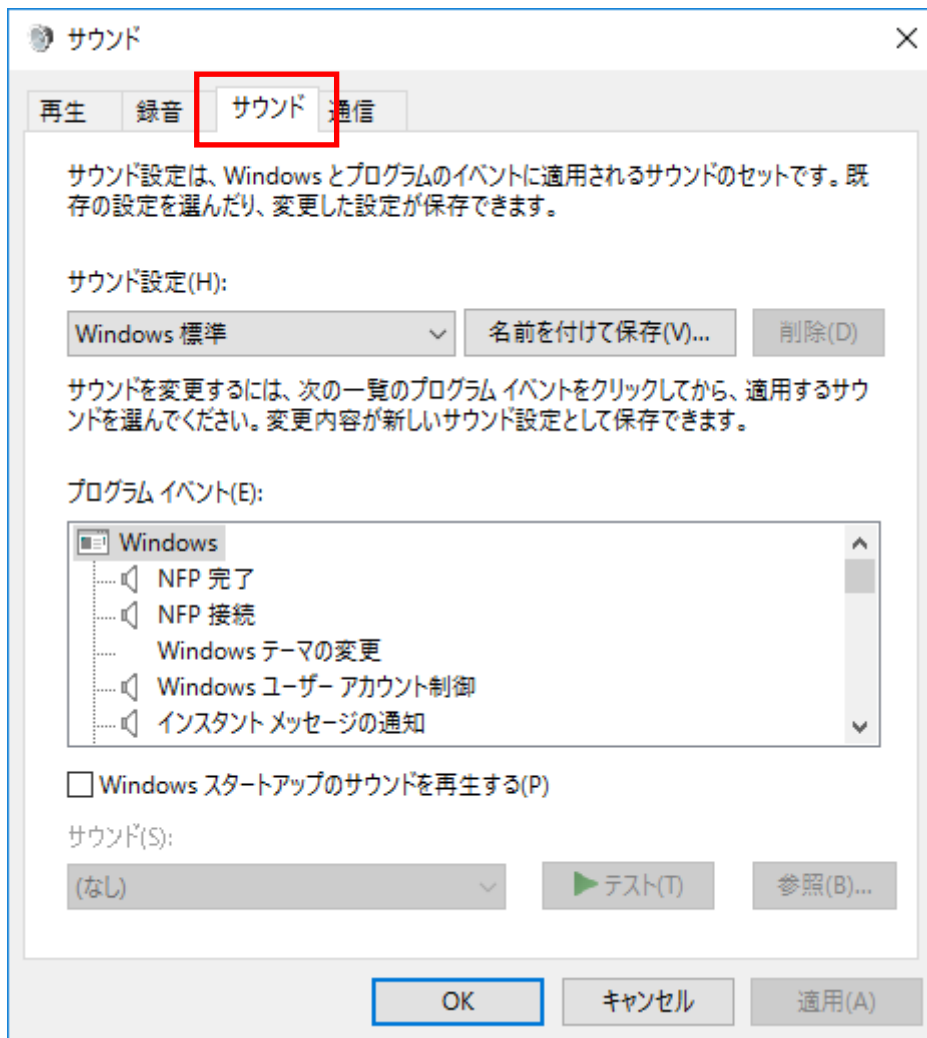 サウンド
再生 録音 サウンド 通信
サウンド設定は、Windows とプログラムのイベントに適用されるサウンドのセットです。既
存の設定を選んだり、変更した設定が保存できます。
サウンド設定(H):
Windows 標準 名前を付けて保存(V)... 削除(D)
サウンドを変更するには、次の一覧のプログラム イベントをクリックしてから、適用するサウ
ンドを選んでください。変更内容が新しいサウンド設定として保存できます。
プログラム イベント(E):
Windows
NFP 完了
NFP 接続
Windows テーマの変更
Windows ユーザー アカウント制御
インスタント メッセージの通知
Windows スタートアップのサウンドを再生する(P)
サウンド(S):
(なし) テスト(T) 参照(B)...
OK キャンセル 適用(A)